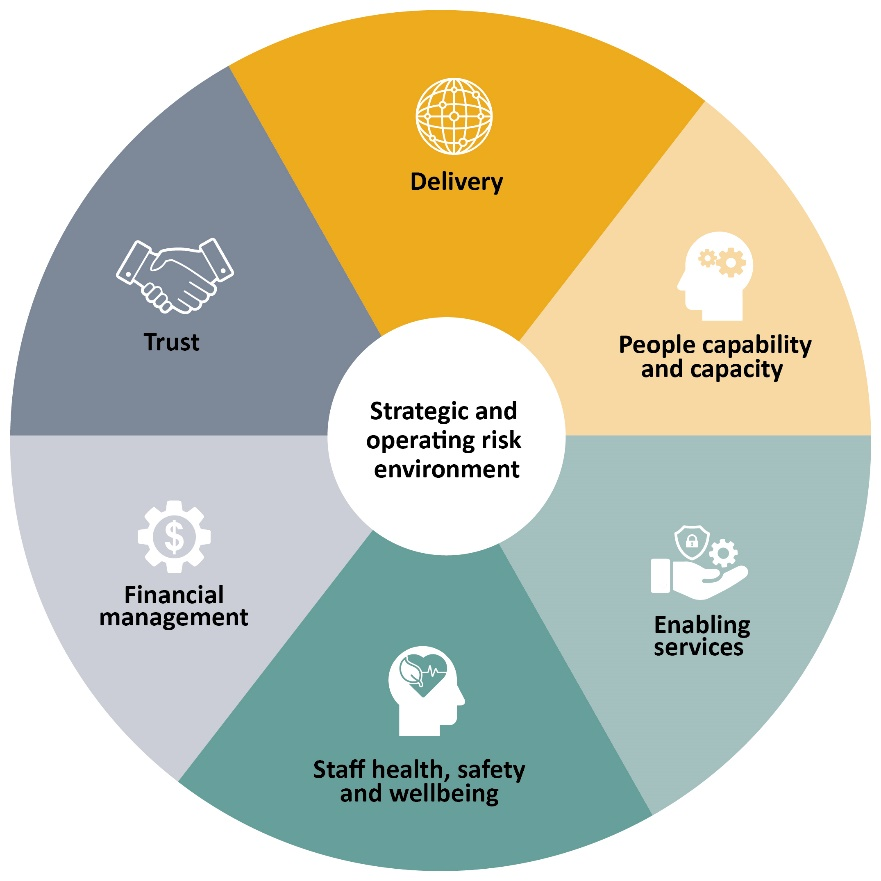 Delivery
People capability
and capacity
Enabling
services
Staff health, safety
and wellbeing
$
Financial
management
Trust
Strategic and
operating risk
environment